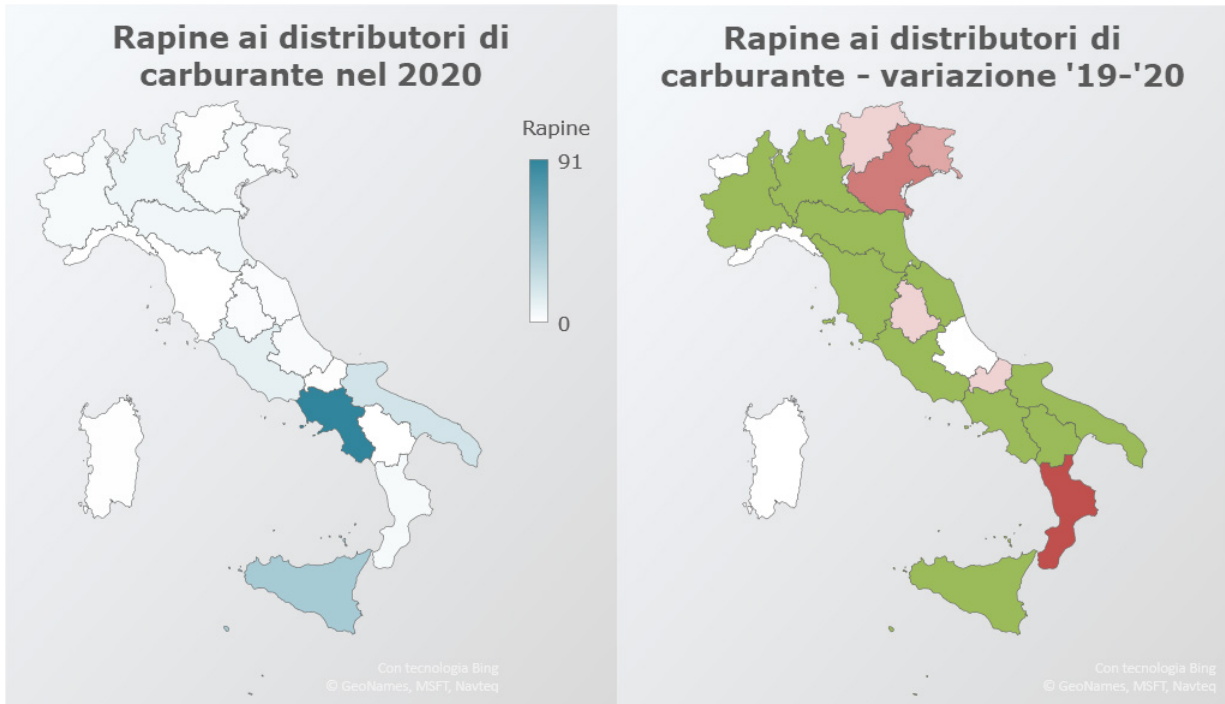 Rapine ai distributori di
carburante nel 2020
Rapine
91
0
Con tecnologia Bing
© GeoNames, MSFT, Navteq
Rapine ai distributori di
carburante - variazione '19-'20
Con tecnologia Bing
© GeoNames, MSFT, Navteq